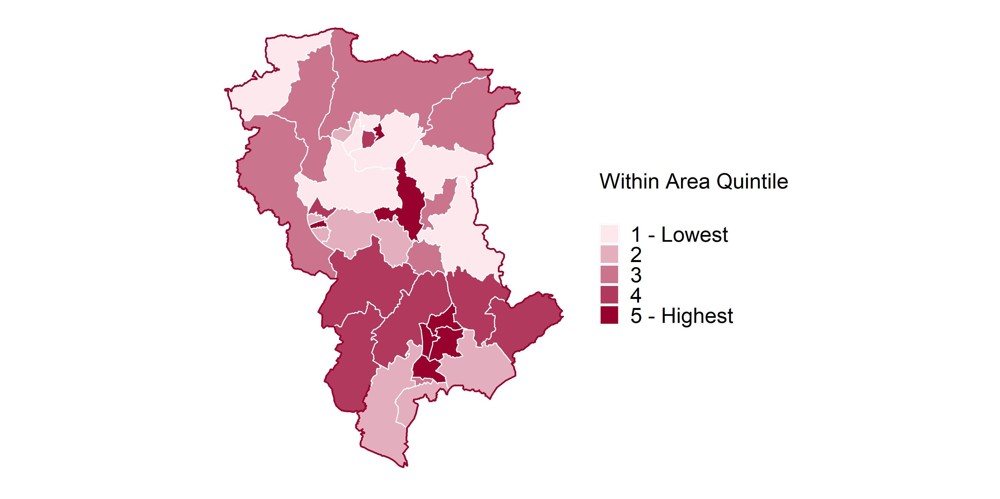 Within Area Quintile
1 - Lowest
2
3
4
5 - Highest